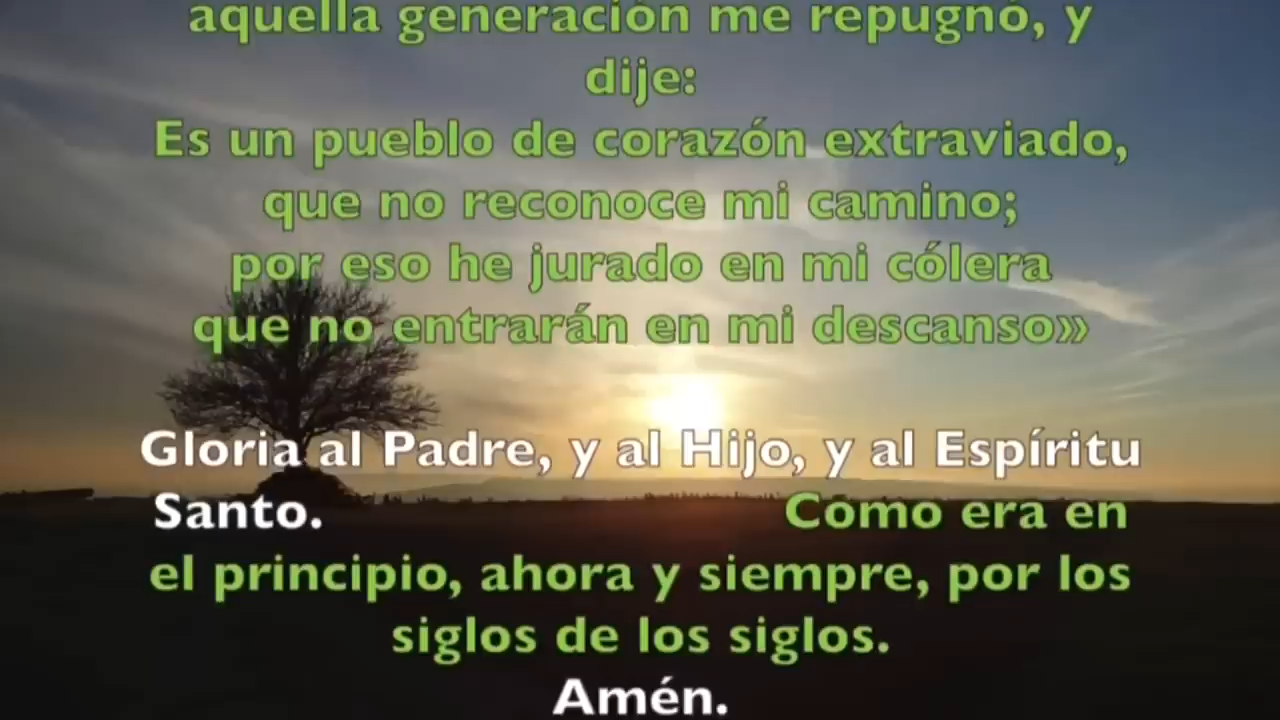 aquella generación me repugnó, y
dije:
Es un pueblo de corazón extraviado,
que no reconoce mi camino;
por eso he jurado en mi cólera
que no entrarán en mi descanso»
Gloria al Padre, y al Hijo, y al Espíritu
Santo. Como era en
el principio, ahora y siempre, por los
siglos de los siglos.
Amén.